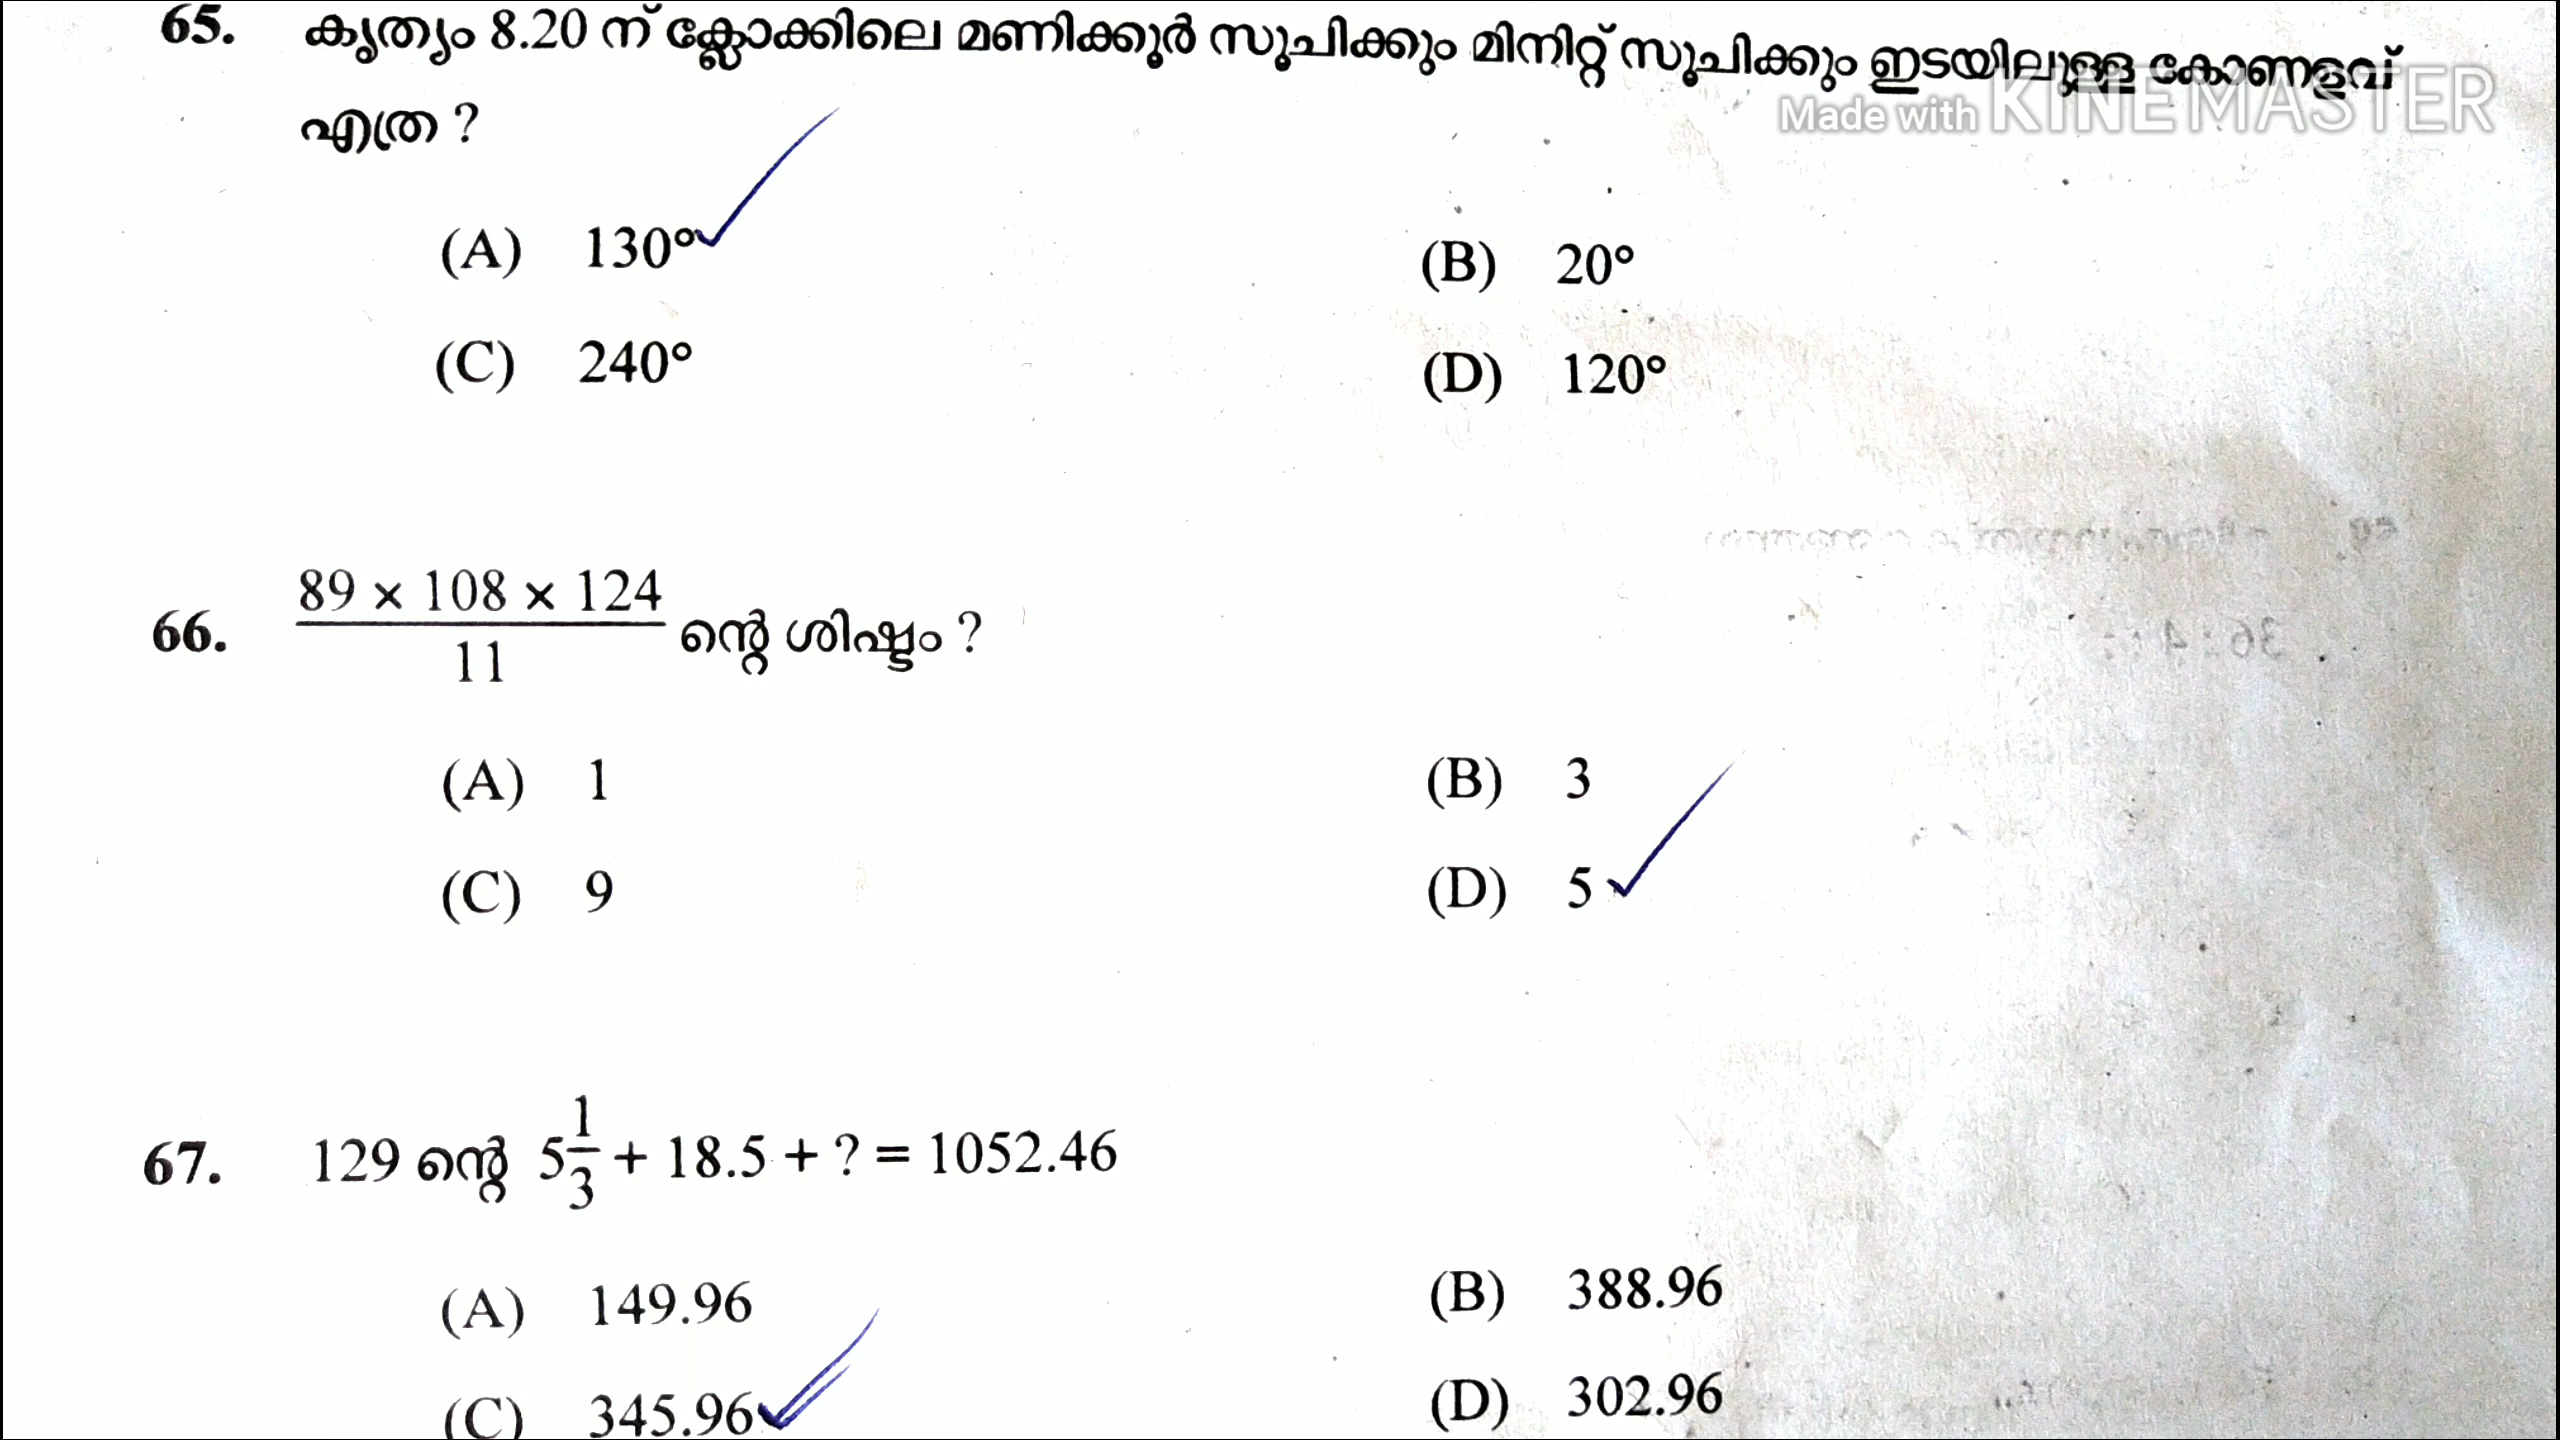 65. കൃത്യം 8.20 ന് ക്ലോക്കിലെ മണിക്കൂർ സൂചിക്കും മിനിറ്റ് സൂചിക്കും ഇടയിലുള്ള കോണളവ്
Made with KINEMASTER
എത്ര ?
(A) 130° (B) 20°
(C) 240° (D) 120°
66. 89 × 108 × 124 / 11 ന്റെ ശിഷ്ടം ?
(A) 1 (B) 3
(C) 9 (D) 5
67. 129 ന്റെ 5 1/3 + 18.5 + ? = 1052.46
(A) 149.96 (B) 388.96
(C) 345.96 (D) 302.96